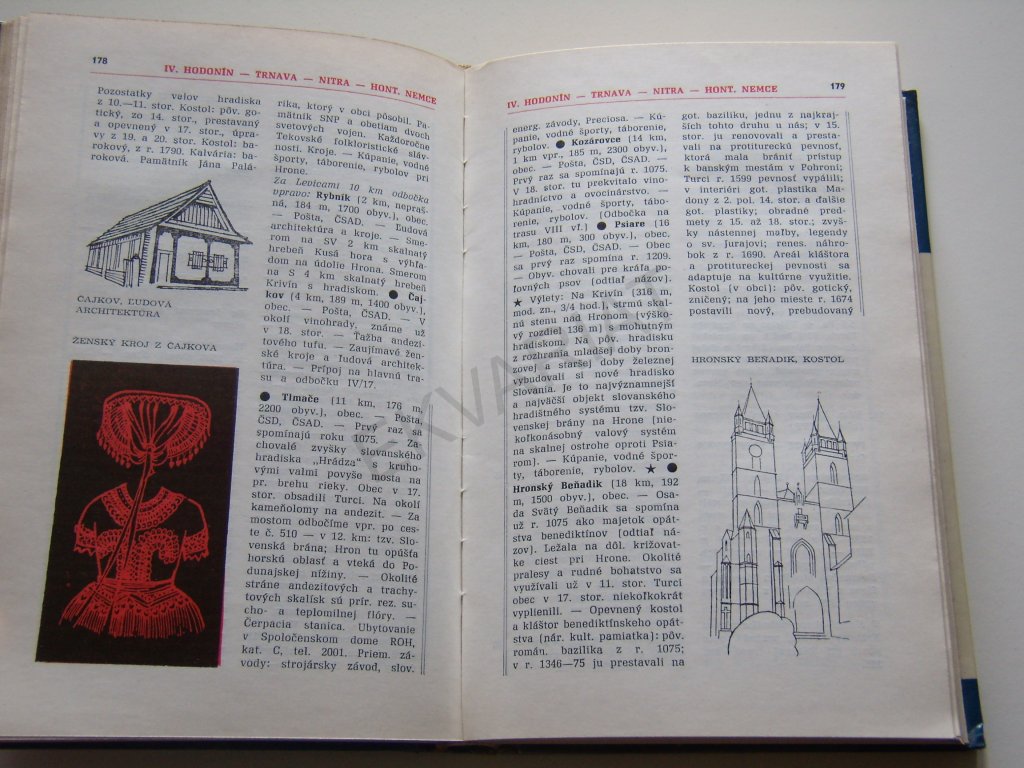 178
IV. HODONÍN — TRNAVA — NITRA — HONT. NEMCE
Pozostatky valov hradiska
z 10.—11. stor. Kostol: pôv. go-
tický, zo 14. stor., prestavaný
a opevnený v 17. stor., úpra-
vy z 19. a 20. stor. Kostol: ba-
rokový, z r. 1790. Kalvária: ba-
roková. Pamätník Jána Palá-
ČAJKOV, ĽUDOVÁ
ARCHITEKTÚRA
ŽENSKÝ KROJ Z ČAJKOVA
rika, ktorý v obci pôsobil. Pa-
mätník SNP a obetiam dvoch
svetových vojen. Každoročne
Tekovské folkloristické sláv-
nosti. Kroje. — Kúpanie, vodné
športy, táborenie, rybolov pri
Hrone.
Za Levicami 10 km odbočka
vpravo: Rybník (2 km, nepraš-
ná, 184 m, 1700 obyv.), obec.
— Pošta, ČSAD. — Ľudová
architektúra a kroje. — Sme-
rom na SV 2 km skalnatý
hrebeň Kusá hora s výhľa-
dom na údolie Hrona. Smerom
na S 4 km skalnatý hrebeň
Krivín s hradiskom. ● Čaj-
kov (4 km, 189 m, 1400 obyv.),
obec. — Pošta, ČSAD. — V
okolí vinohrady, známe už
v 18. stor. — Ťažba andezi-
tového tufu. — Zaujímavé žen-
ské kroje a ľudová architek-
túra. — Prípoj na hlavnú tra-
su a odbočku IV/17.
● Tlmače (11 km, 176 m,
2200 obyv.), obec. — Pošta,
ČSD, ČSAD. — Prvý raz sa
spomínajú roku 1075. — Za-
chovalé zvyšky slovanského
hradiska „Hrádza“ s kruho-
vými valmi povyše mosta na
pr. brehu rieky. Obec v 17.
stor. obsadili Turci. Na okolí
kameňolomy na andezit. — Za
mostom odbočíme vpr. po ces-
te č. 510 — v 12. km: tzv. Slo-
venská brána; Hron tu opúšťa
Pohorskú oblasť a vteká do Po-
dunajskej nížiny. — Okolité
stráne andezitových a trachy-
tových skalísk sú prír. rez. su-
cho- a teplomilnej flóry. —
Čerpacia stanica. Ubytovanie
v Spoločenskom dome ROH,
kat. C, tel. 2001. Priem. zá-
vody: strojársky závod, slov.
IV. HODONÍN — TRNAVA — NITRA — HONT. NEMCE
179
energ. závody, Preciosa. — Kú-
panie, vodné športy, táborenie,
rybolov. ● Kozárovce (14 km,
1 km vpr., 185 m, 2300 obyv.),
obec. — Pošta, ČSD, ČSAD. —
Prvý raz sa spomínajú r. 1075.
V 18. stor. tu prekvitalo vino-
hradníctvo a ovocinárstvo. —
Kúpanie, vodné športy, tábo-
renie, rybolov. (Odbočka na
trasu VIII vľ.) ● Psiare (16
km, 180 m, 300 obyv.), obec.
— Pošta, ČSD, ČSAD. — Obec
sa prvý raz spomína r. 1209.
— Obyv. chovali pre kráľa po-
ľovných psov (odtiaľ názov).
★ Výlety: Na Krivín (318 m,
mod. zn., 3/4 hod.), strmú skal-
nú stenu nad Hronom (výško-
vý rozdiel 136 m) s mohutným
hradiskom. Na pôv. hradisku
z rozhrania mladšej doby bron-
zovej a staršej doby železnej
vybudovali si nové hradisko
Slovania. Je to najvýznamnejší
a najväčší objekt slovanského
hradištného systému tzv. Slo-
vienskej brány na Hrone (nie-
koľkonásobný valový systém
na skalnej ostrohe oproti Psia-
rom). — Kúpanie, vodné špor-
ty, táborenie, rybolov. ★ ●
Hronský Beňadik (18 km, 192
m, 1500 obyv.), obec. — Osa-
da Svätý Beňadik sa spomína
už r. 1075 ako majetok opát-
stva benediktínov (odtiaľ ná-
zov). Ležala na dôl. križovat-
ke ciest pri Hrone. Okolité
pralesy a rudné bohatstvo sa
využívali už v 11. stor. Turci
obec v 17. stor. niekoľkokrát
vyplienili. — Opevnený kostol
a kláštor benediktínskeho opát-
stva (nár. kult. pamiatka): pôv.
román. bazilika z r. 1075;
v r. 1346—75 ju prestavali na
got. baziliku, jednu z najkraj-
ších tohto druhu u nás; v 15.
stor ju renovovali a presta-
vali na protitureckú pevnosť,
ktorá mala brániť prístup
k banským mestám v Pohroní;
Turci r. 1599 pevnosť vypálili;
v interiéri got. plastika Ma-
dony z 2. pol. 14. stor. a ďalšie
got. plastiky; obradné pred-
mety z 15. až 18. stor.; zvyš-
ky nástennej maľby, legendy
o sv. Jurajovi; renes. náhro-
bok z r. 1690. Areál kláštora
a protitureckej pevnosti sa
adaptuje na kultúrne využitie.
Kostol (v obci): pôv. gotický,
zničený; na jeho mieste r. 1674
postavili nový, prebudovaný
HRONSKÝ BEŇADIK, KOSTOL